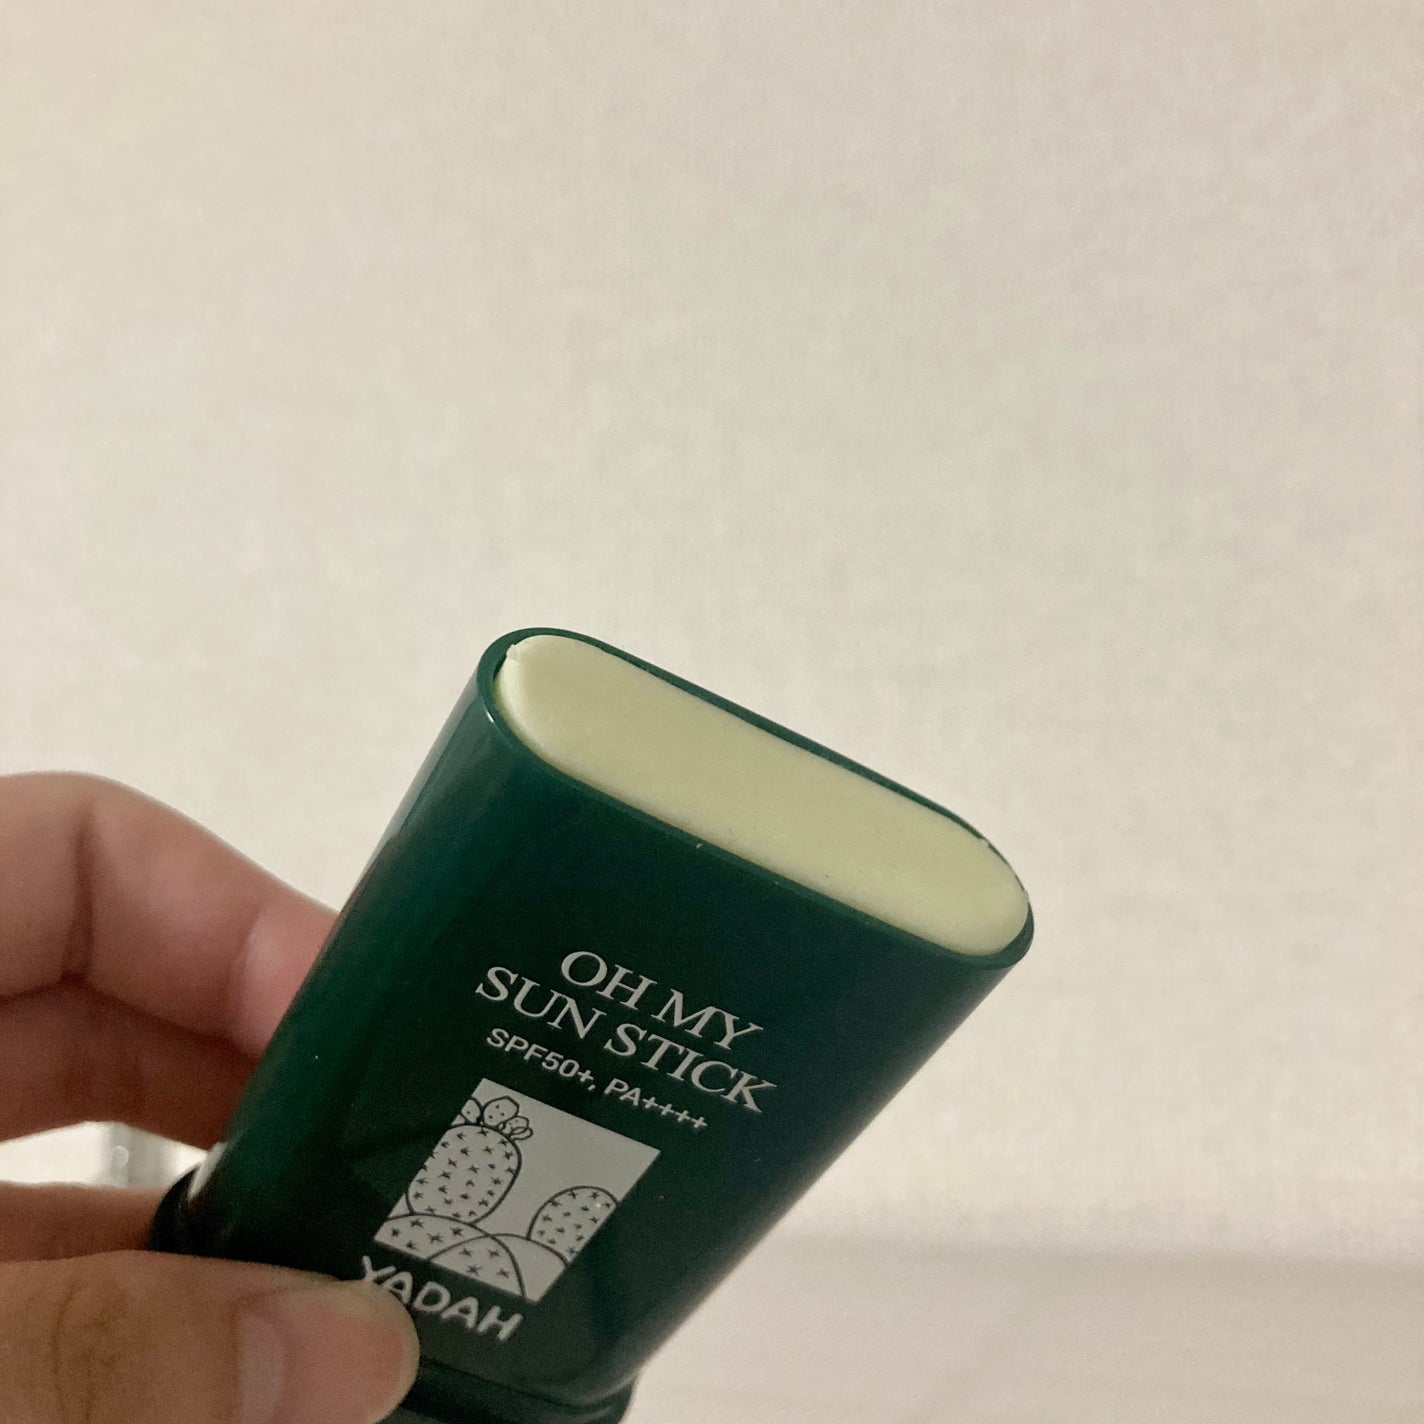 OH MY
SUN STICK
SPF50+, PA++++
YADAH